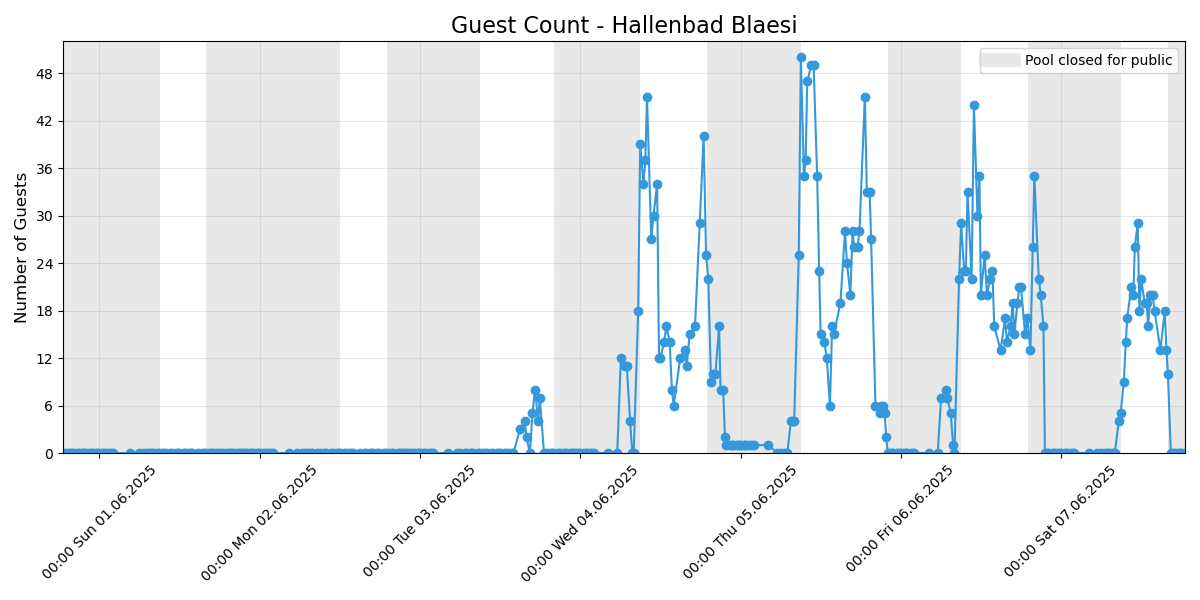 Guest Count - Hallenbad Blaesi
Pool closed for public
Number of Guests
48
42
36
30
24
18
12
6
0
00:00 Sun 01.06.2025
00:00 Mon 02.06.2025
00:00 Tue 03.06.2025
00:00 Wed 04.06.2025
00:00 Thu 05.06.2025
00:00 Fri 06.06.2025
00:00 Sat 07.06.2025